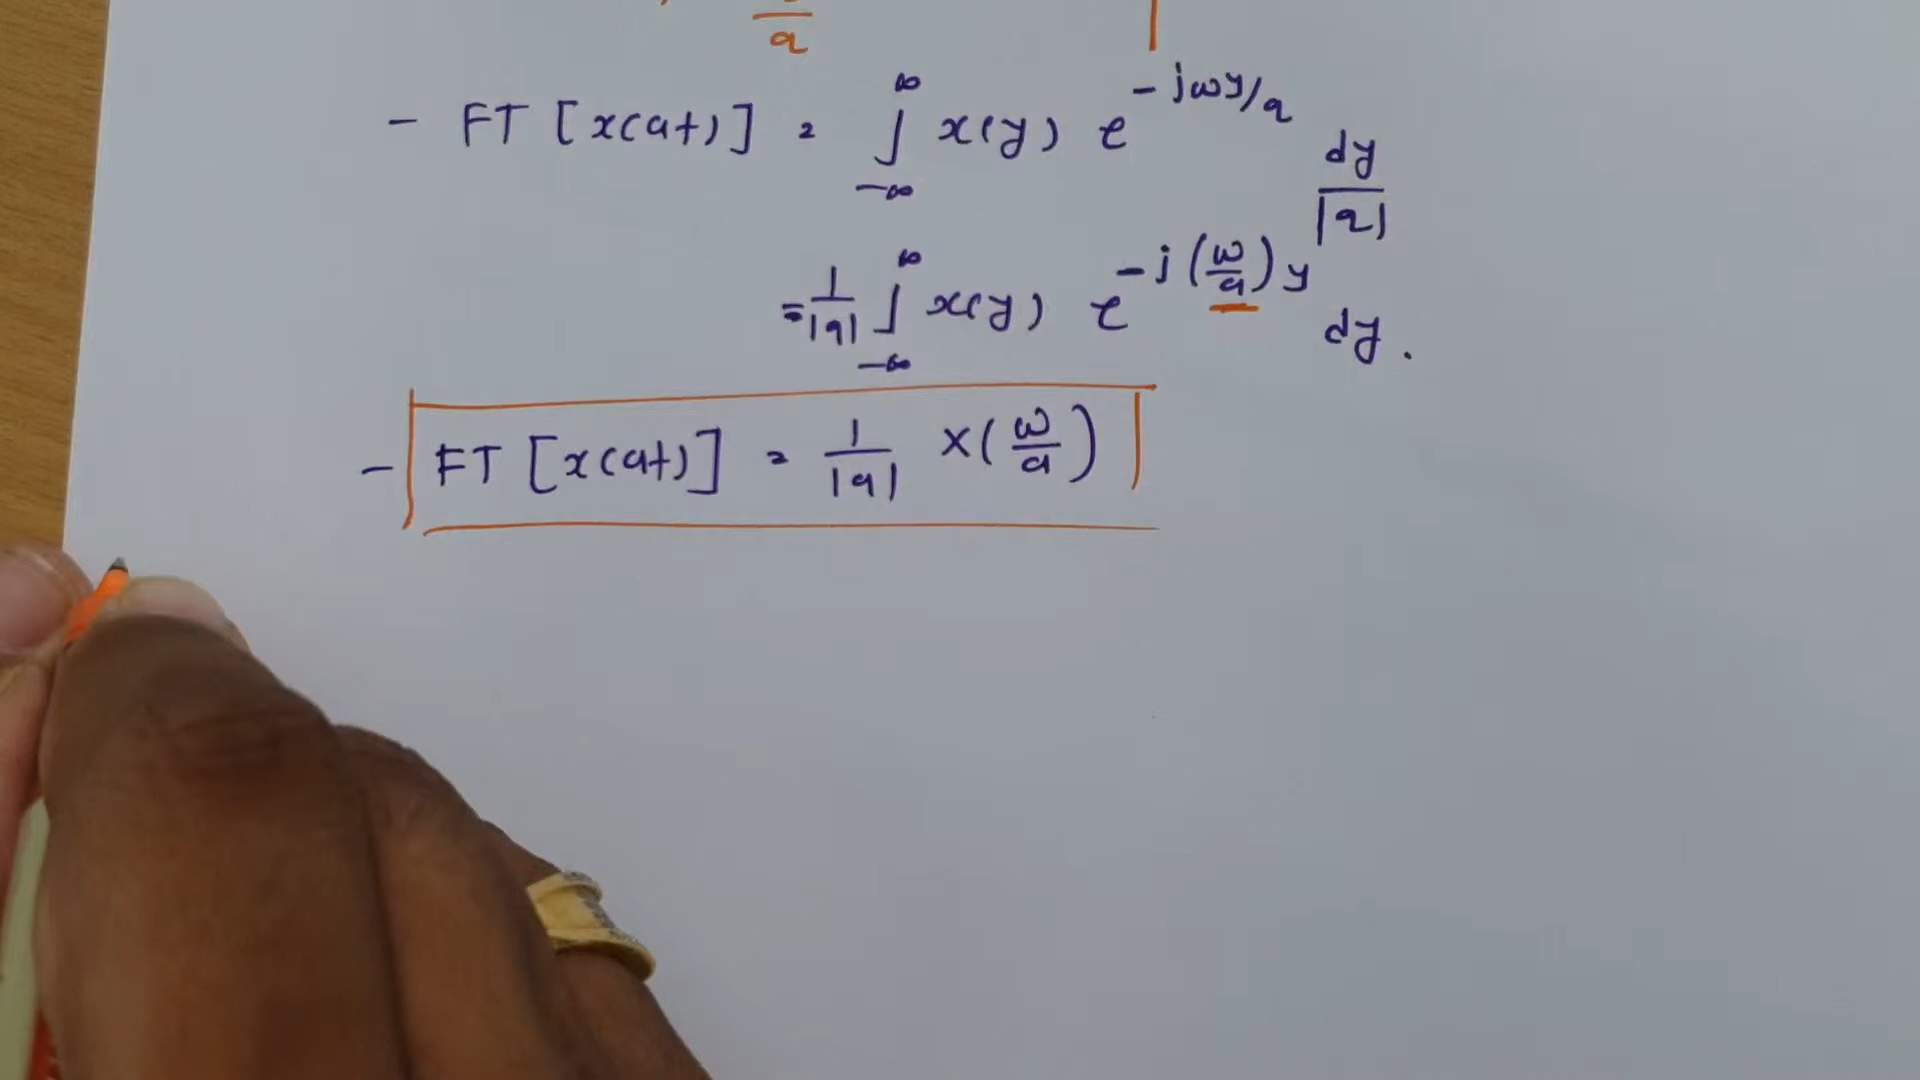 a
- FT [x(at)] = ∫_{-∞}^{∞} x(y) e^{-jωy/a} dy/|a|
= 1/|a| ∫_{-∞}^{∞} x(y) e^{-j(ω/a)y} dy.
- FT [x(at)] = 1/|a| X(ω/a)